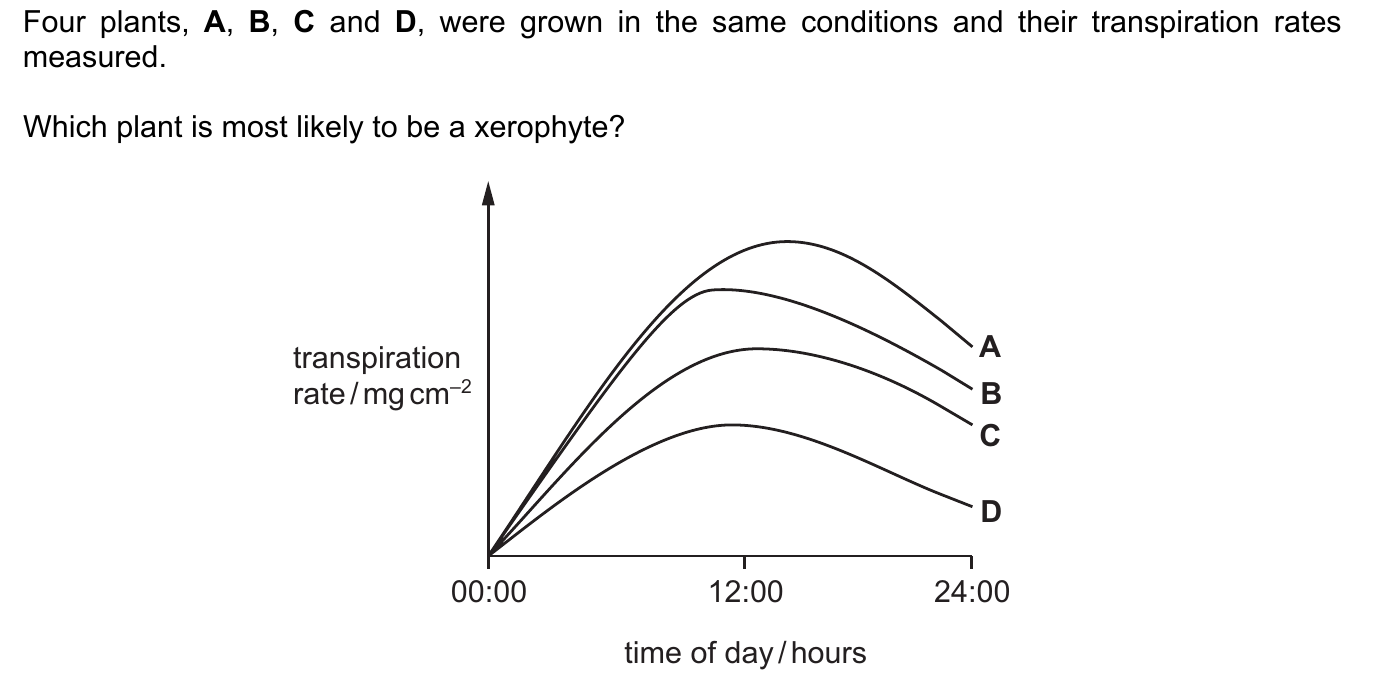 Four plants, A, B, C and D, were grown in the same conditions and their transpiration rates
measured.
Which plant is most likely to be a xerophyte?
transpiration
rate / mg cm⁻²
A
B
C
D
00:00 12:00 24:00
time of day / hours